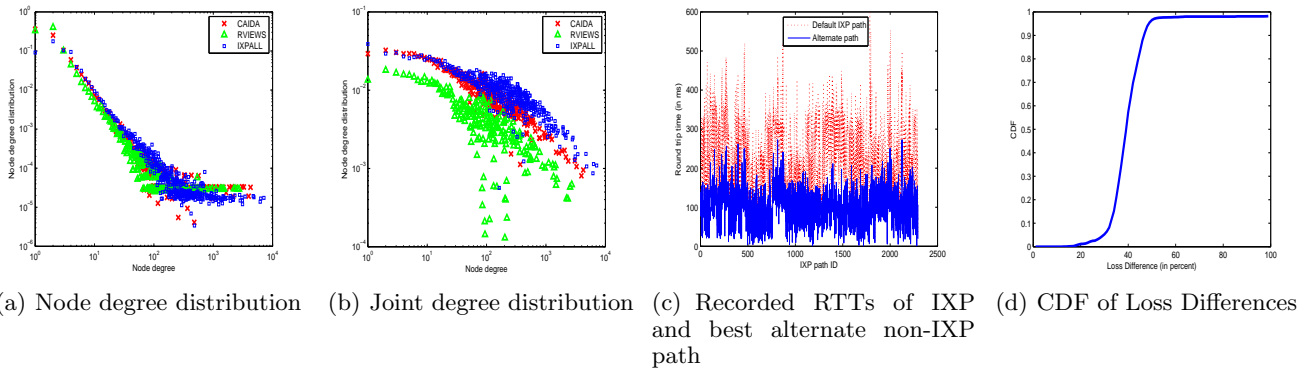 10^0
10^-1
10^-2
10^-3
10^-4
10^-5
10^-6
Node degree distribution
10^0 10^1 10^2 10^3 10^4
Node degree
CAIDA
RVIEWS
IXPALL
(a) Node degree distribution
10^-1
10^-2
10^-3
10^-4
Node degree distribution
10^0 10^1 10^2 10^3 10^4
Node degree
CAIDA
RVIEWS
IXPALL
(b) Joint degree distribution
600
500
400
300
200
100
0
Round trip time (in ms)
0 500 1000 1500 2000 2500
IXP path ID
Default IXP path
Alternate path
(c) Recorded RTTs of IXP
and best alternate non-IXP
path
1
0.9
0.8
0.7
0.6
0.5
0.4
0.3
0.2
0.1
0
CDF
0 20 40 60 80 100
Loss Difference (in percent)
(d) CDF of Loss Differences